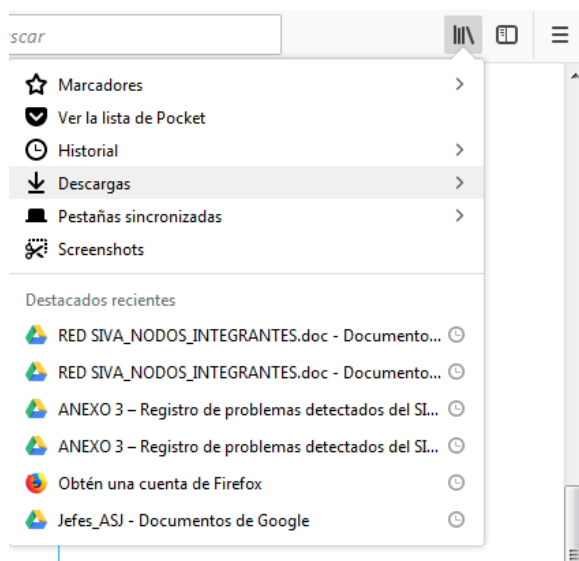 scar
Marcadores
Ver la lista de Pocket
Historial
Descargas
Pestañas sincronizadas
Screenshots
Destacados recientes
RED SIVA_NODOS_INTEGRANTES.doc - Documento...
RED SIVA_NODOS_INTEGRANTES.doc - Documento...
ANEXO 3 – Registro de problemas detectados del SI...
ANEXO 3 – Registro de problemas detectados del SI...
Obtén una cuenta de Firefox
Jefes_ASJ - Documentos de Google